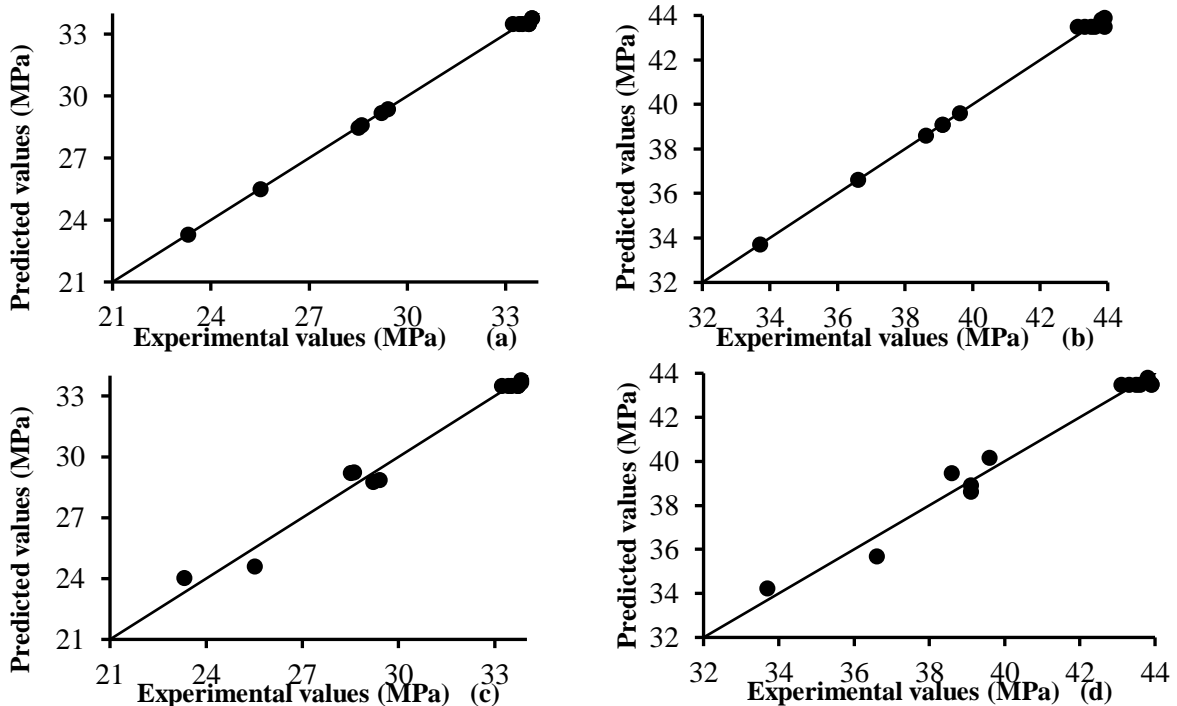 Predicted values (MPa)
33
30
27
24
21
21 24 27 30 33
Experimental values (MPa) (a)
Predicted values (MPa)
44
42
40
38
36
34
32
32 34 36 38 40 42 44
Experimental values (MPa) (b)
Predicted values (MPa)
33
30
27
24
21
21 24 27 30 33
Experimental values (MPa) (c)
Predicted values (MPa)
44
42
40
38
36
34
32
32 34 36 38 40 42 44
Experimental values (MPa) (d)